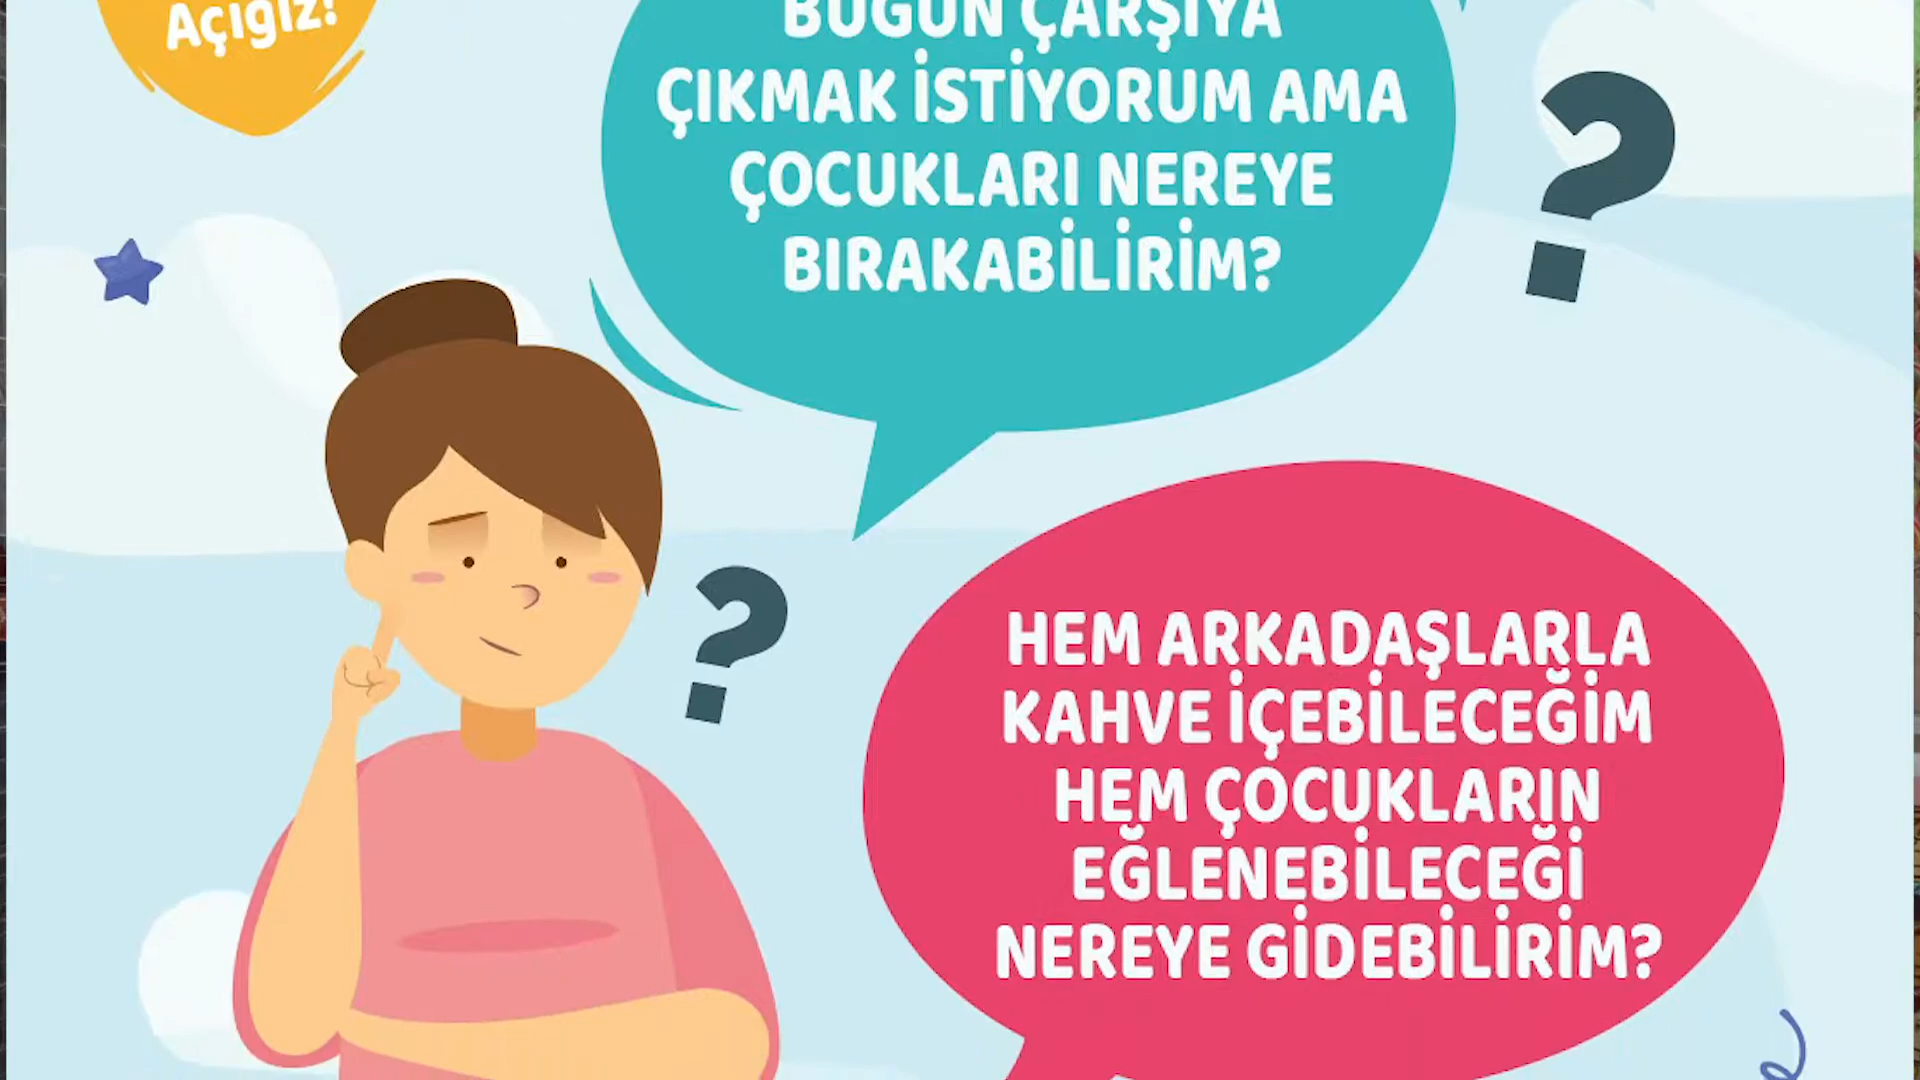 Açığız!
BUGÜN ÇARŞIYA
ÇIKMAK İSTİYORUM AMA
ÇOCUKLARI NEREYE
BIRAKABİLİRİM?
?
?
HEM ARKADAŞLARLA
KAHVE İÇEBİLECEĞİM
HEM ÇOCUKLARIN
EĞLENEBİLECEĞİ
NEREYE GİDEBİLİRİM?